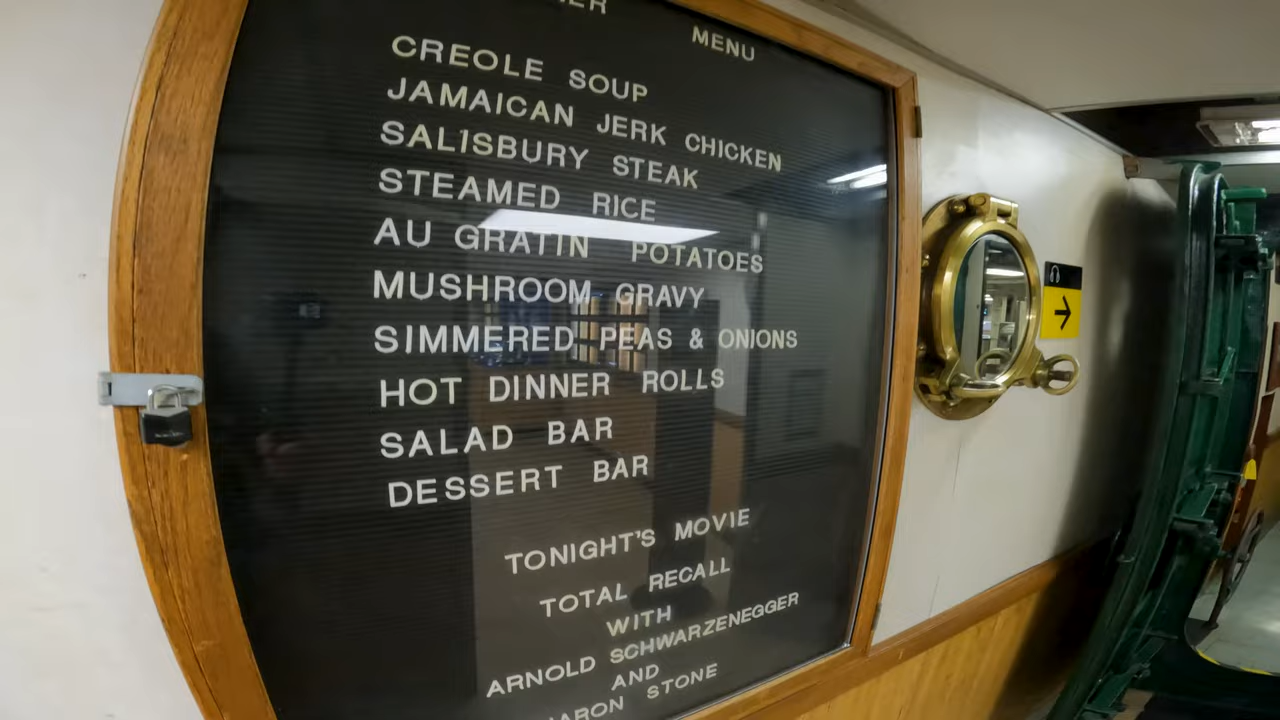 MENU
CREOLE SOUP
JAMAICAN JERK CHICKEN
SALISBURY STEAK
STEAMED RICE
AU GRATIN POTATOES
MUSHROOM GRAVY
SIMMERED PEAS & ONIONS
HOT DINNER ROLLS
SALAD BAR
DESSERT BAR
TONIGHT'S MOVIE
TOTAL RECALL
WITH
ARNOLD SCHWARZENEGGER
AND
STONE